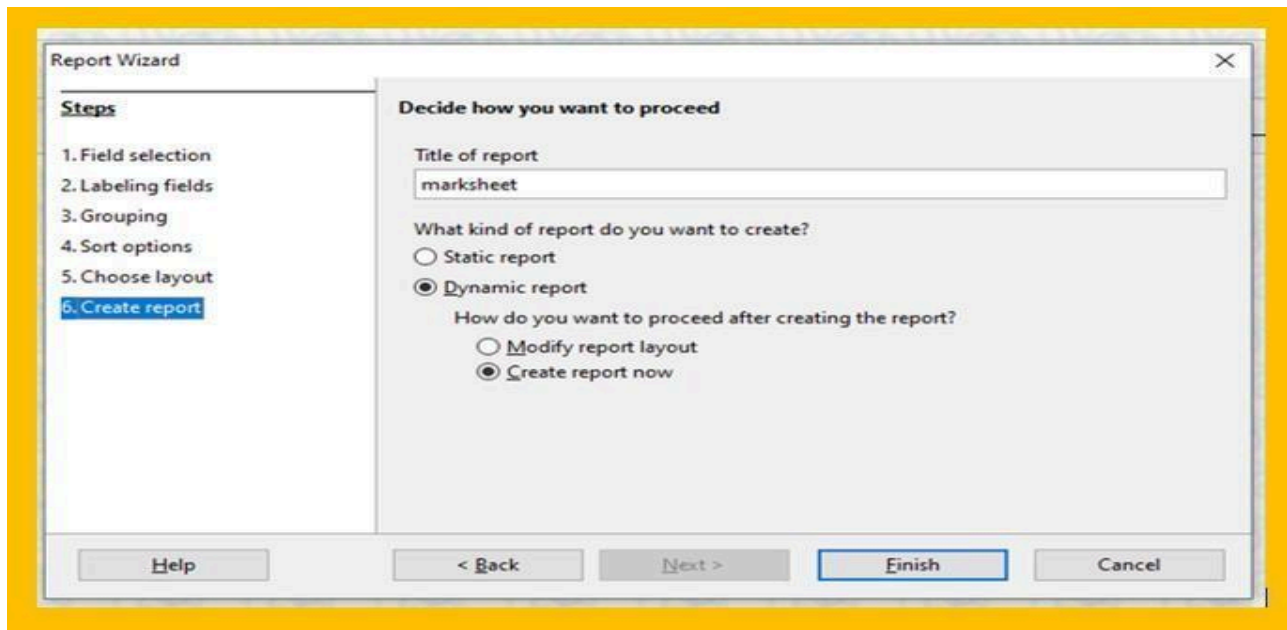 Report Wizard
Steps
1. Field selection
2. Labeling fields
3. Grouping
4. Sort options
5. Choose layout
6. Create report
Decide how you want to proceed
Title of report
marksheet
What kind of report do you want to create?
Static report
Dynamic report
How do you want to proceed after creating the report?
Modify report layout
Create report now
Help
< Back
Next >
Finish
Cancel